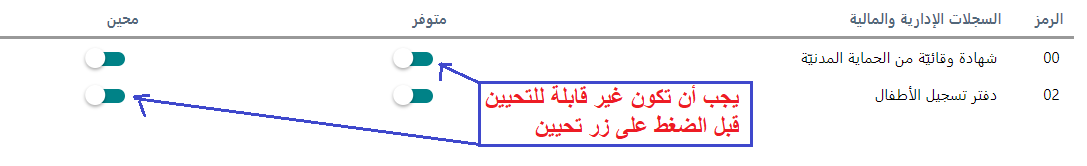 الرمز السجلات الإدارية والمالية متوفر محين
00 شهادة وقائيّة من الحماية المدنيّة
02 دفتر تسجيل الأطفال
يجب أن تكون غير قابلة للتحيين
قبل الضغط على زر تحيين